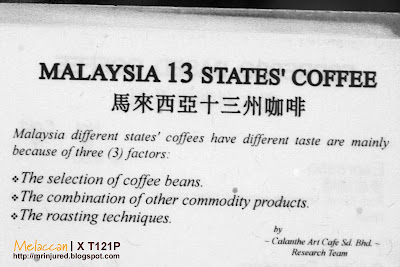 MALAYSIA 13 STATES' COFFEE
馬來西亞十三州咖啡
Malaysia different states' coffees have different taste are mainly
because of three (3) factors:
❖The selection of coffee beans.
❖The combination of other commodity products.
❖The roasting techniques.
by
~ Calanthe Art Cafe Sd. Bhd. ~
Research Team
Melaccan | X T121P
http://mrinjured.blogspot.com